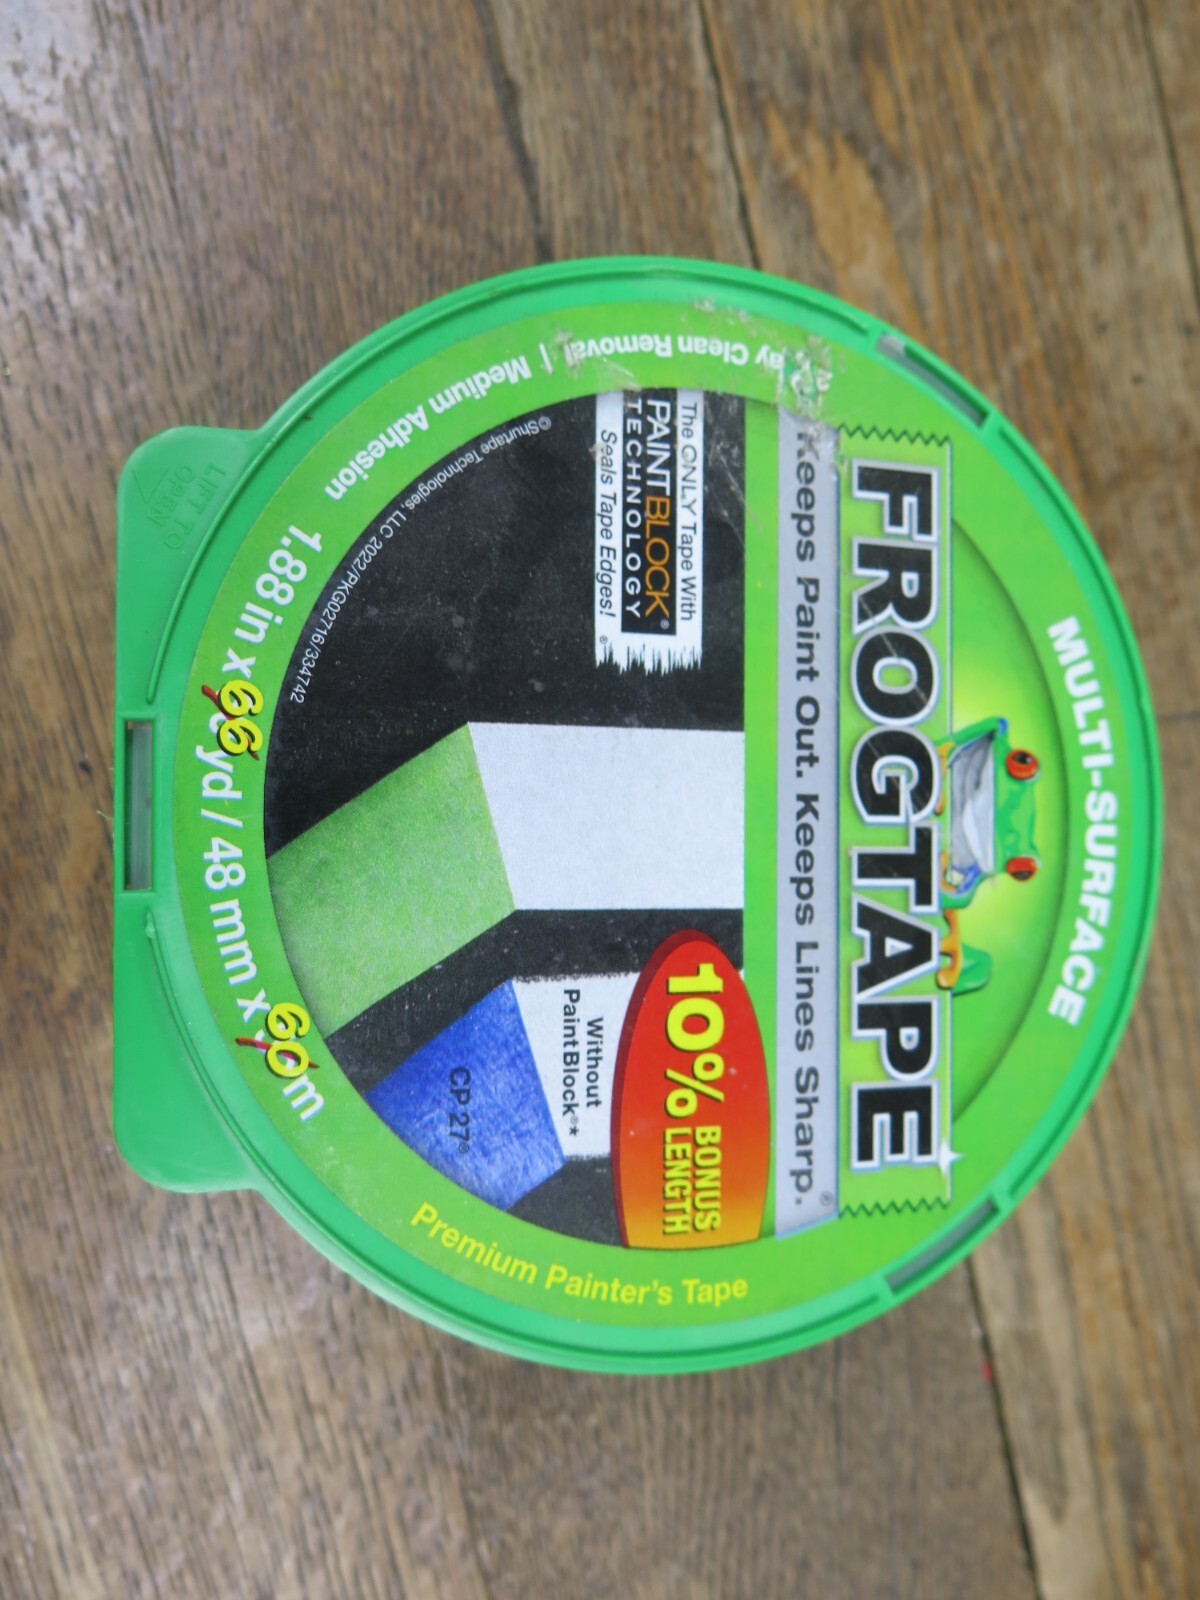 MULTI-SURFACE
FROGTAPE
Keeps Paint Out. Keeps Lines Sharp.®
The ONLY Tape With
PAINTBLOCK®
TECHNOLOGY
Seals Tape Edges!®
10% BONUS
LENGTH
Without
PaintBlock®*
CP 27®
©Shurtape Technologies, LLC 2022/PKG02716/334742
Clean Removal | Medium Adhesion
1.88 in x 66 yd / 48 mm x 60 m
Premium Painter's Tape
LIFT TO
OPEN